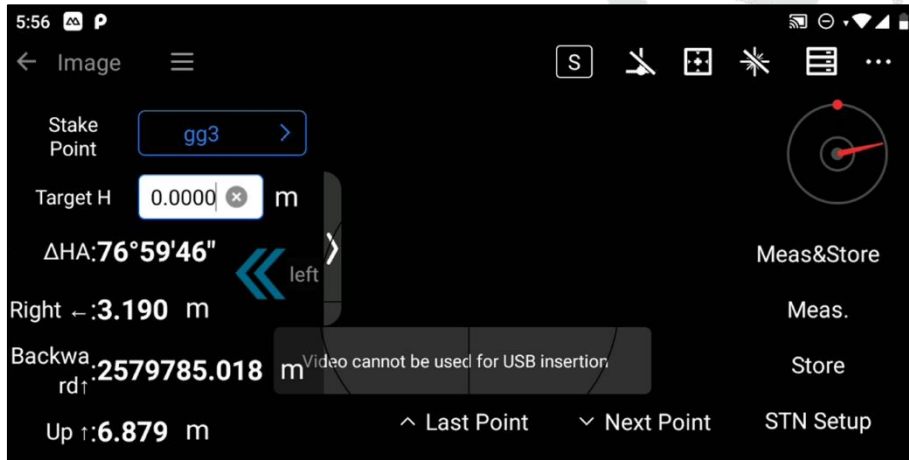 5:56
Image
S
Stake
Point
gg3
Target H
0.0000
m
ΔHA:76°59'46"
left
Right ←:3.190 m
Backwa
rd↑:2579785.018 m
Up ↑:6.879 m
Video cannot be used for USB insertion
Last Point
Next Point
Meas&Store
Meas.
Store
STN Setup